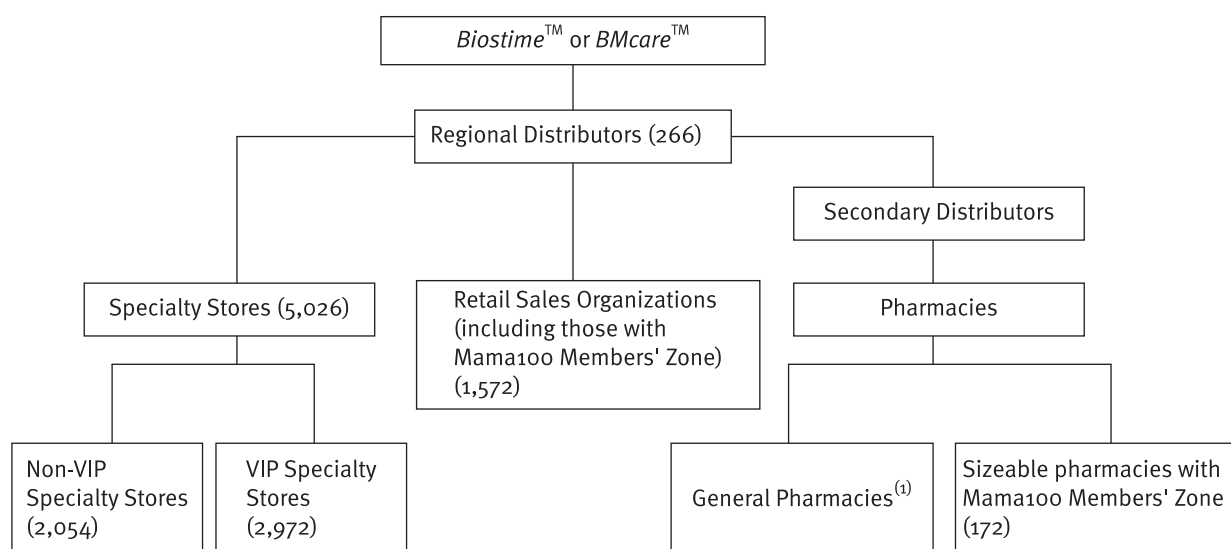 Biostime™ or BMcare™
Regional Distributors (266)
Secondary Distributors
Specialty Stores (5,026)
Retail Sales Organizations
(including those with
Mama100 Members' Zone)
(1,572)
Pharmacies
Non-VIP
Specialty Stores
(2,054)
VIP Specialty
Stores
(2,972)
General Pharmacies(1)
Sizeable pharmacies with
Mama100 Members' Zone
(172)